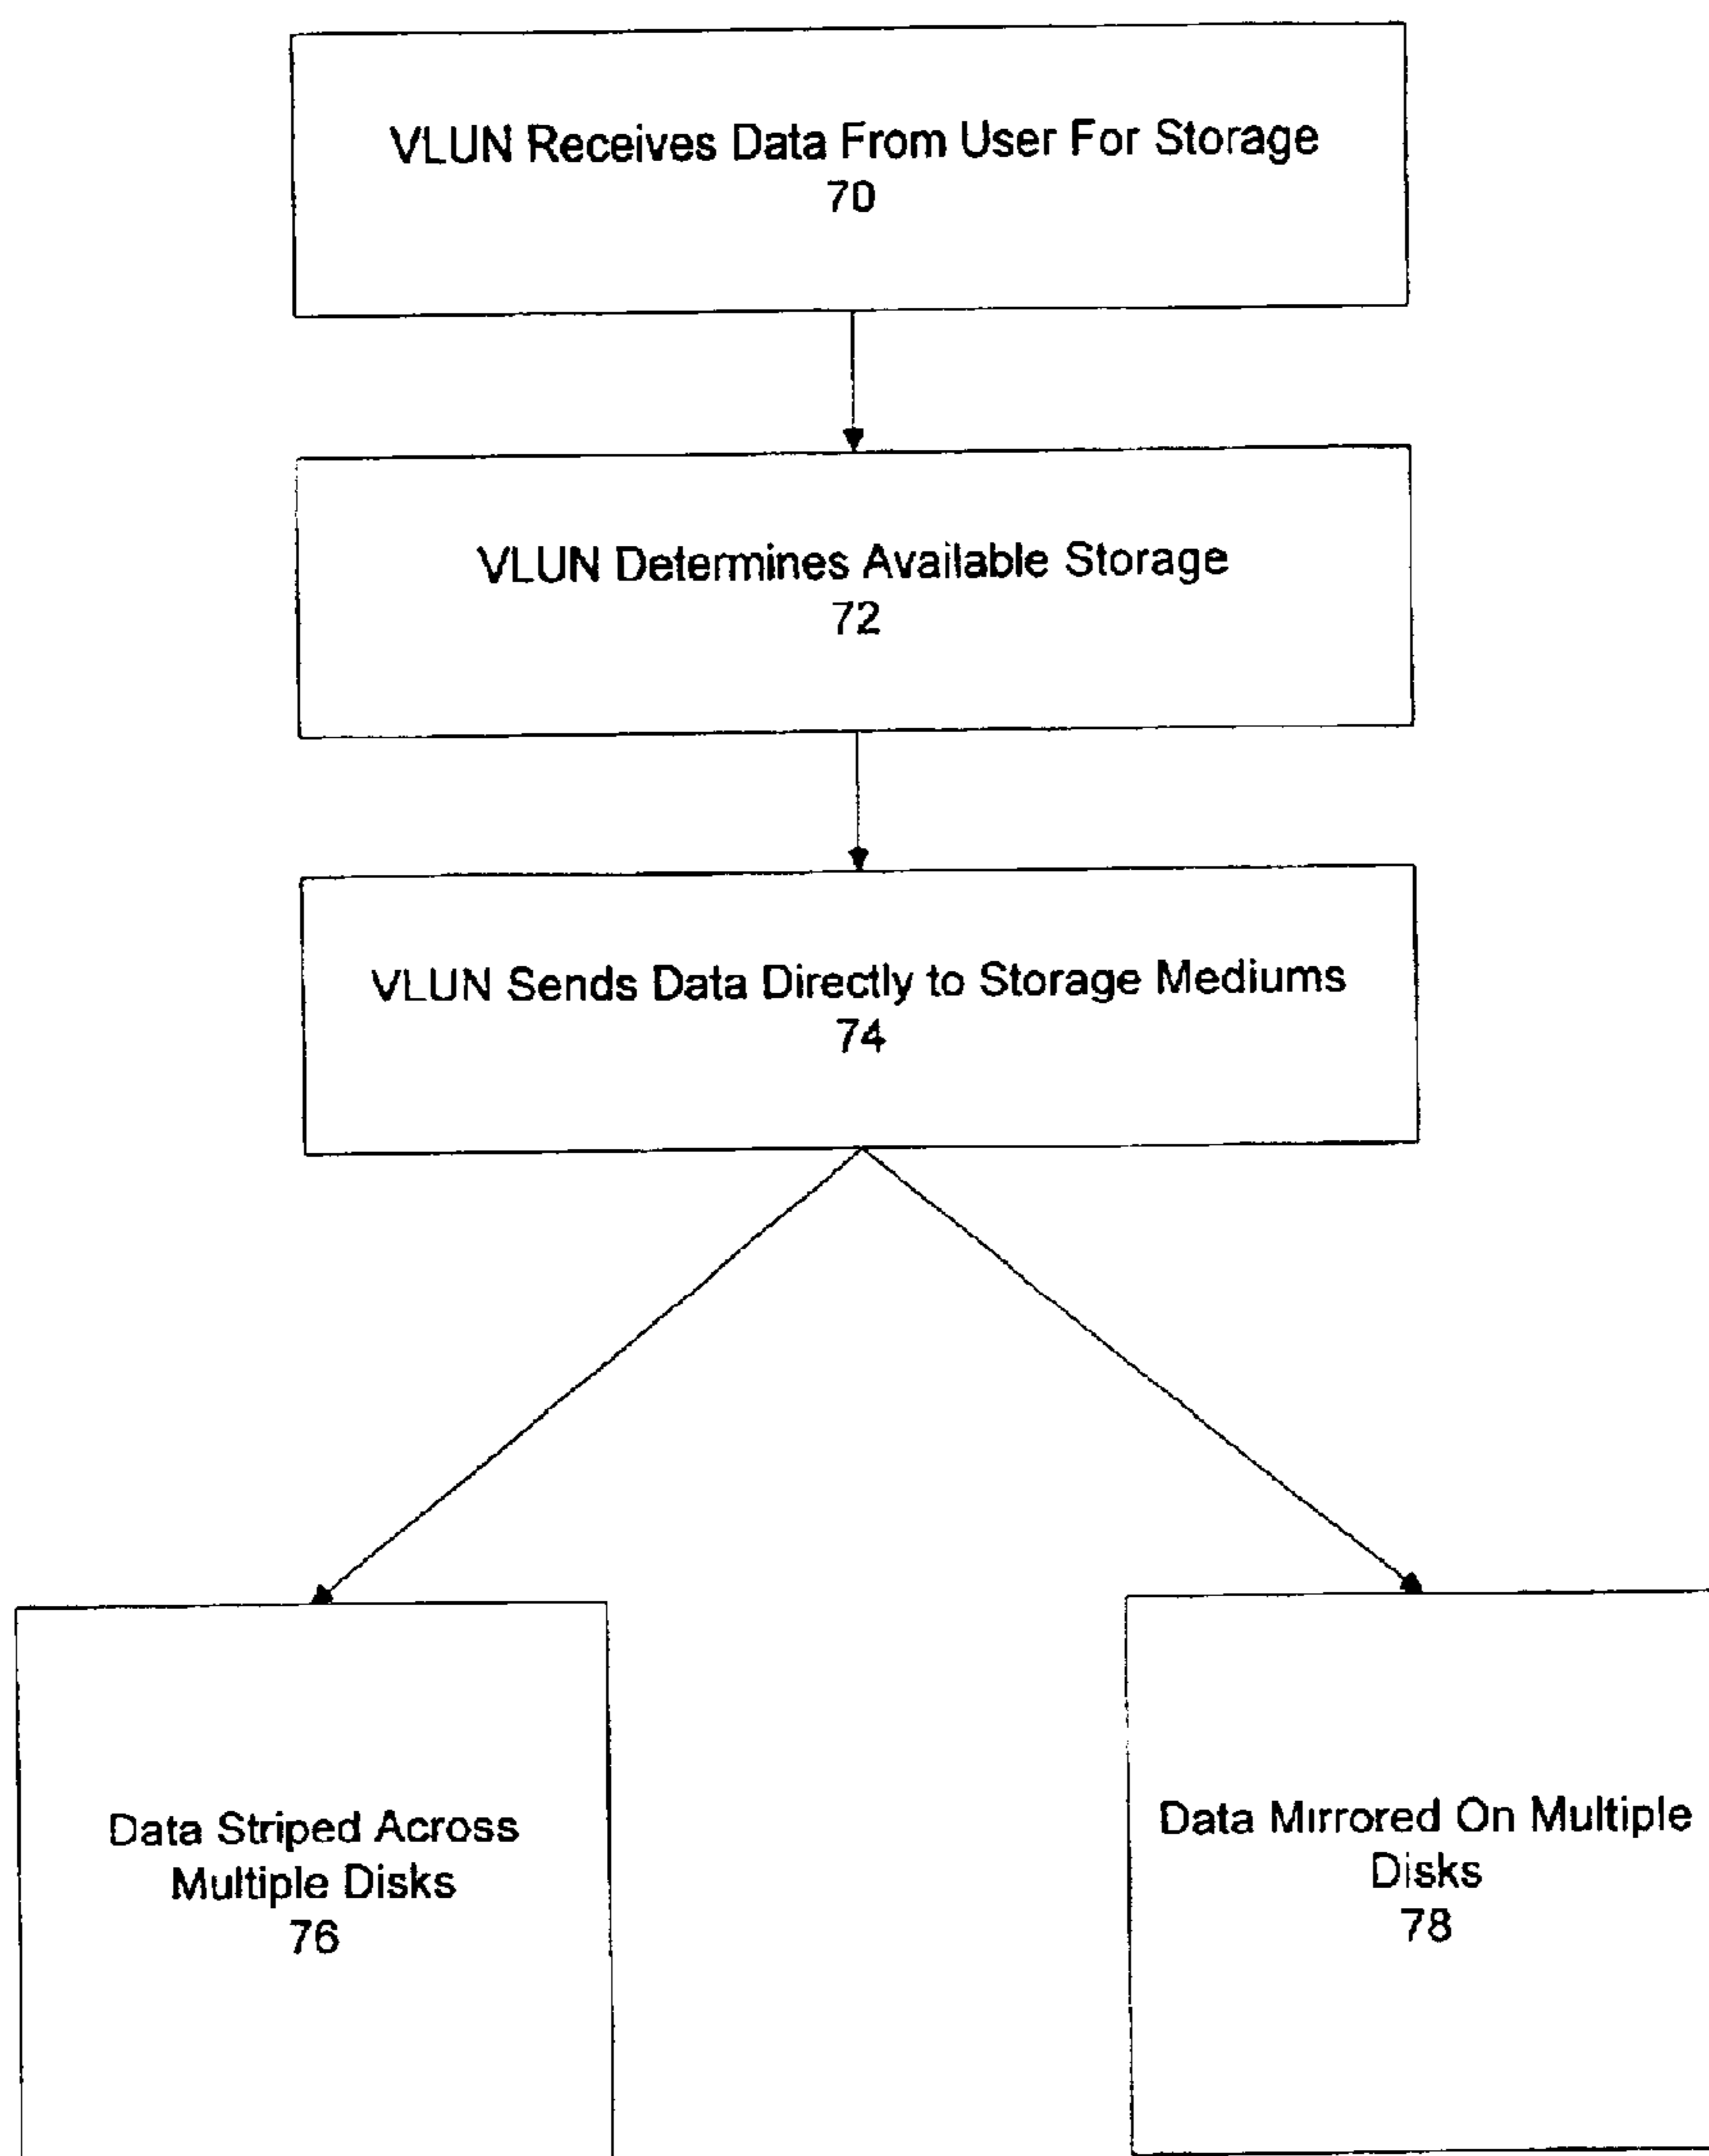 VLUN Receives Data From User For Storage
70
VLUN Determines Available Storage
72
VLUN Sends Data Directly to Storage Mediums
74
Data Striped Across
Multiple Disks
76
Data Mirrored On Multiple
Disks
78